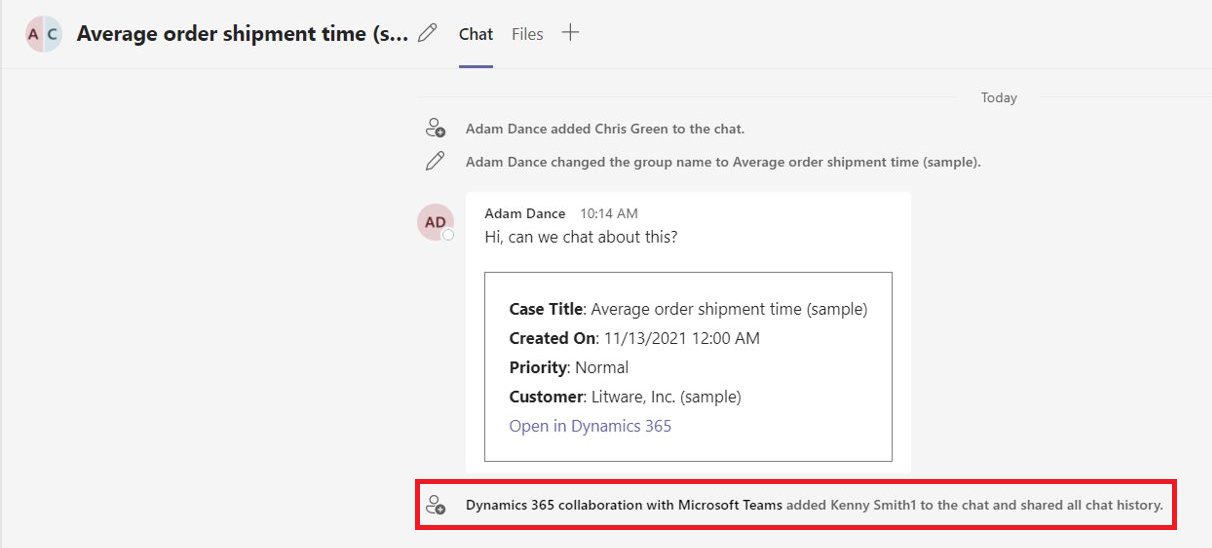 A C Average order shipment time (s... Chat Files
Today
Adam Dance added Chris Green to the chat.
Adam Dance changed the group name to Average order shipment time (sample).
AD Adam Dance 10:14 AM
Hi, can we chat about this?
Case Title: Average order shipment time (sample)
Created On: 11/13/2021 12:00 AM
Priority: Normal
Customer: Litware, Inc. (sample)
Open in Dynamics 365
Dynamics 365 collaboration with Microsoft Teams added Kenny Smith1 to the chat and shared all chat history.